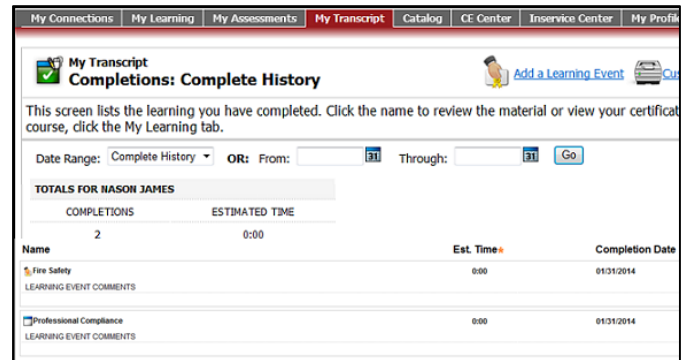 My Connections My Learning My Assessments My Transcript Catalog CE Center Inservice Center My Profil
My Transcript
Completions: Complete History
Add a Learning Event Cus
This screen lists the learning you have completed. Click the name to review the material or view your certificat
course, click the My Learning tab.
Date Range: Complete History OR: From: 31 Through: 31 Go
TOTALS FOR NASON JAMES
COMPLETIONS ESTIMATED TIME
2 0:00
Name Est. Time* Completion Date
Fire Safety 0:00 01/31/2014
LEARNING EVENT COMMENTS
Professional Compliance 0:00 01/31/2014
LEARNING EVENT COMMENTS